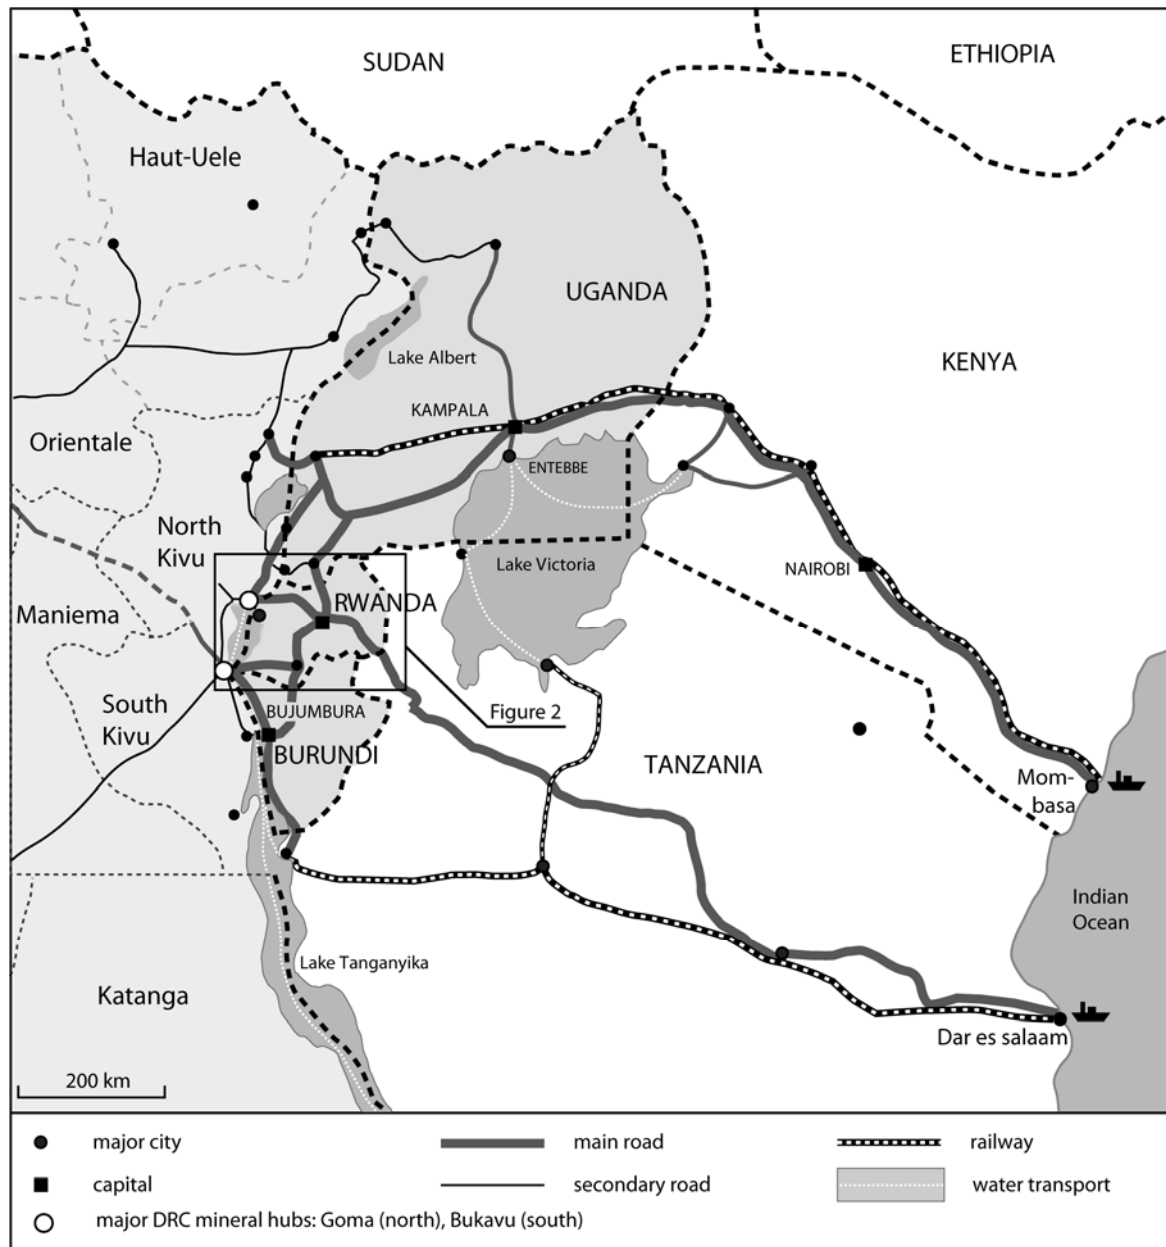 SUDAN
ETHIOPIA
Haut-Uele
UGANDA
Lake Albert
KENYA
KAMPALA
Orientale
ENTEBBE
North
Kivu
Lake Victoria
NAIROBI
Maniema
RWANDA
South
Kivu
BUJUMBURA
Figure 2
BURUNDI
TANZANIA
Mom-
basa
Indian
Ocean
Lake Tanganyika
Katanga
Dar es salaam
200 km
major city
main road
railway
capital
secondary road
water transport
major DRC mineral hubs: Goma (north), Bukavu (south)